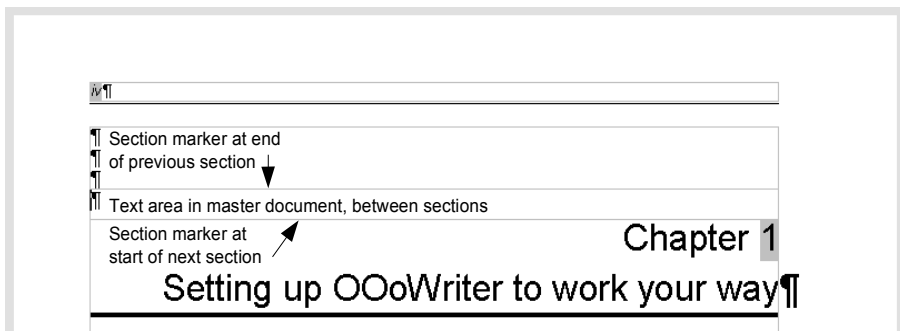 iv¶
¶ Section marker at end
¶ of previous section
¶
¶ Text area in master document, between sections
Section marker at
start of next section
Chapter 1
Setting up OOoWriter to work your way¶